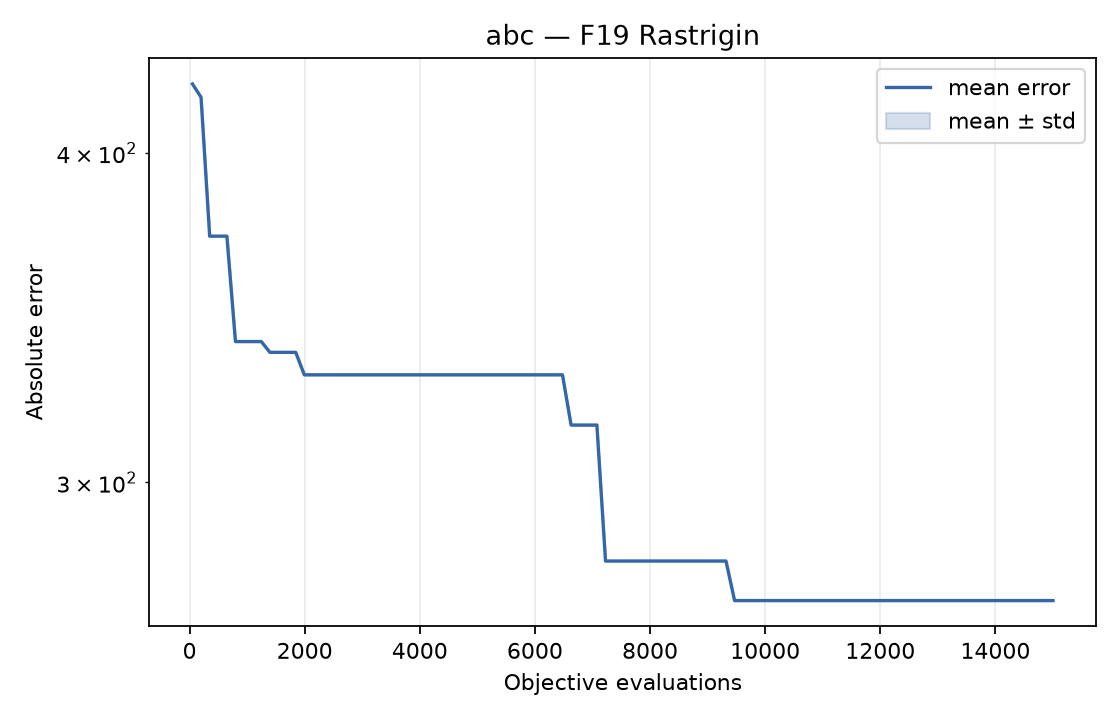 abc — F19 Rastrigin
mean error
mean ± std
4 × 10²
3 × 10²
Absolute error
0 2000 4000 6000 8000 10000 12000 14000
Objective evaluations